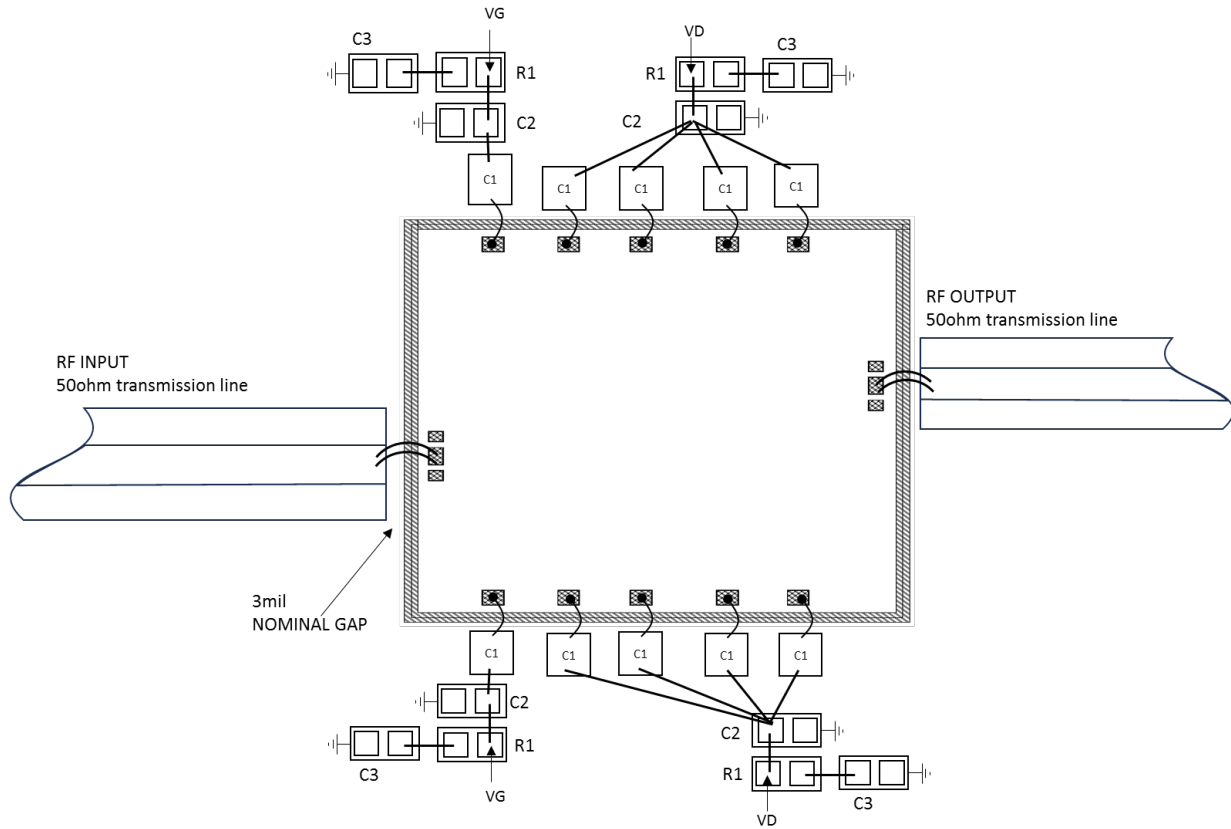 VG
C3
R1
C2
C1
VD
C3
R1
C2
C1
C1
C1
C1
RF OUTPUT
50ohm transmission line
RF INPUT
50ohm transmission line
3mil
NOMINAL GAP
C1
C1
C1
C1
C1
C2
R1
C3
VG
C2
R1
C3
VD